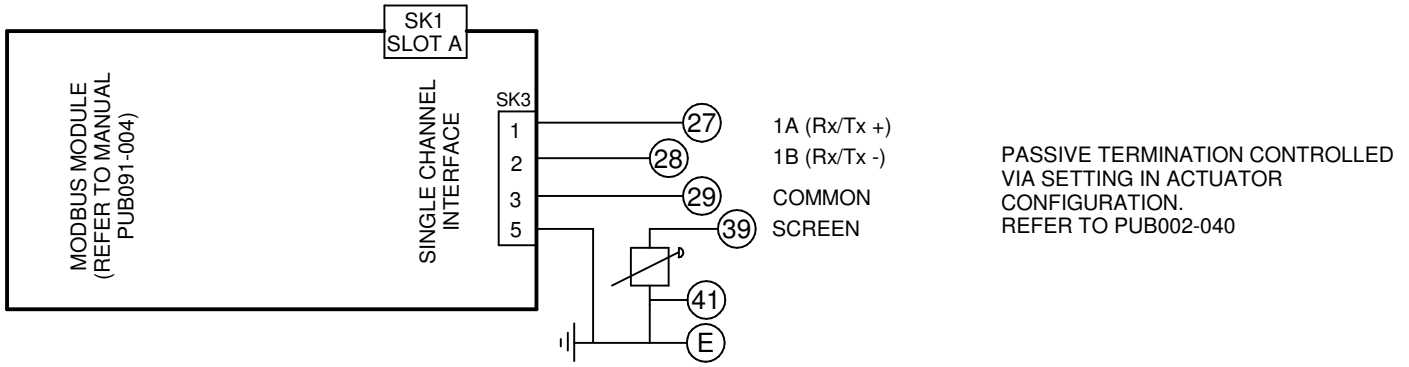 SK1
SLOT A
MODBUS MODULE
(REFER TO MANUAL
PUB091-004)
SINGLE CHANNEL
INTERFACE
SK3
1
2
3
5
27
1A (Rx/Tx +)
28
1B (Rx/Tx -)
29
COMMON
39
SCREEN
41
E
PASSIVE TERMINATION CONTROLLED
VIA SETTING IN ACTUATOR
CONFIGURATION.
REFER TO PUB002-040